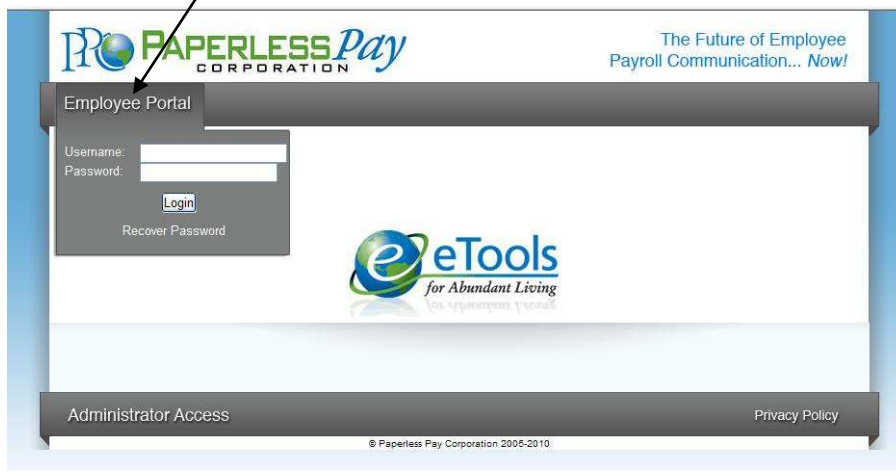 PPC PAPERLESS Pay
CORPORATION
The Future of Employee
Payroll Communication... Now!
Employee Portal
Username:
Password:
Login
Recover Password
e eTools
for Abundant Living
Administrator Access
Privacy Policy
© Paperless Pay Corporation 2005-2010